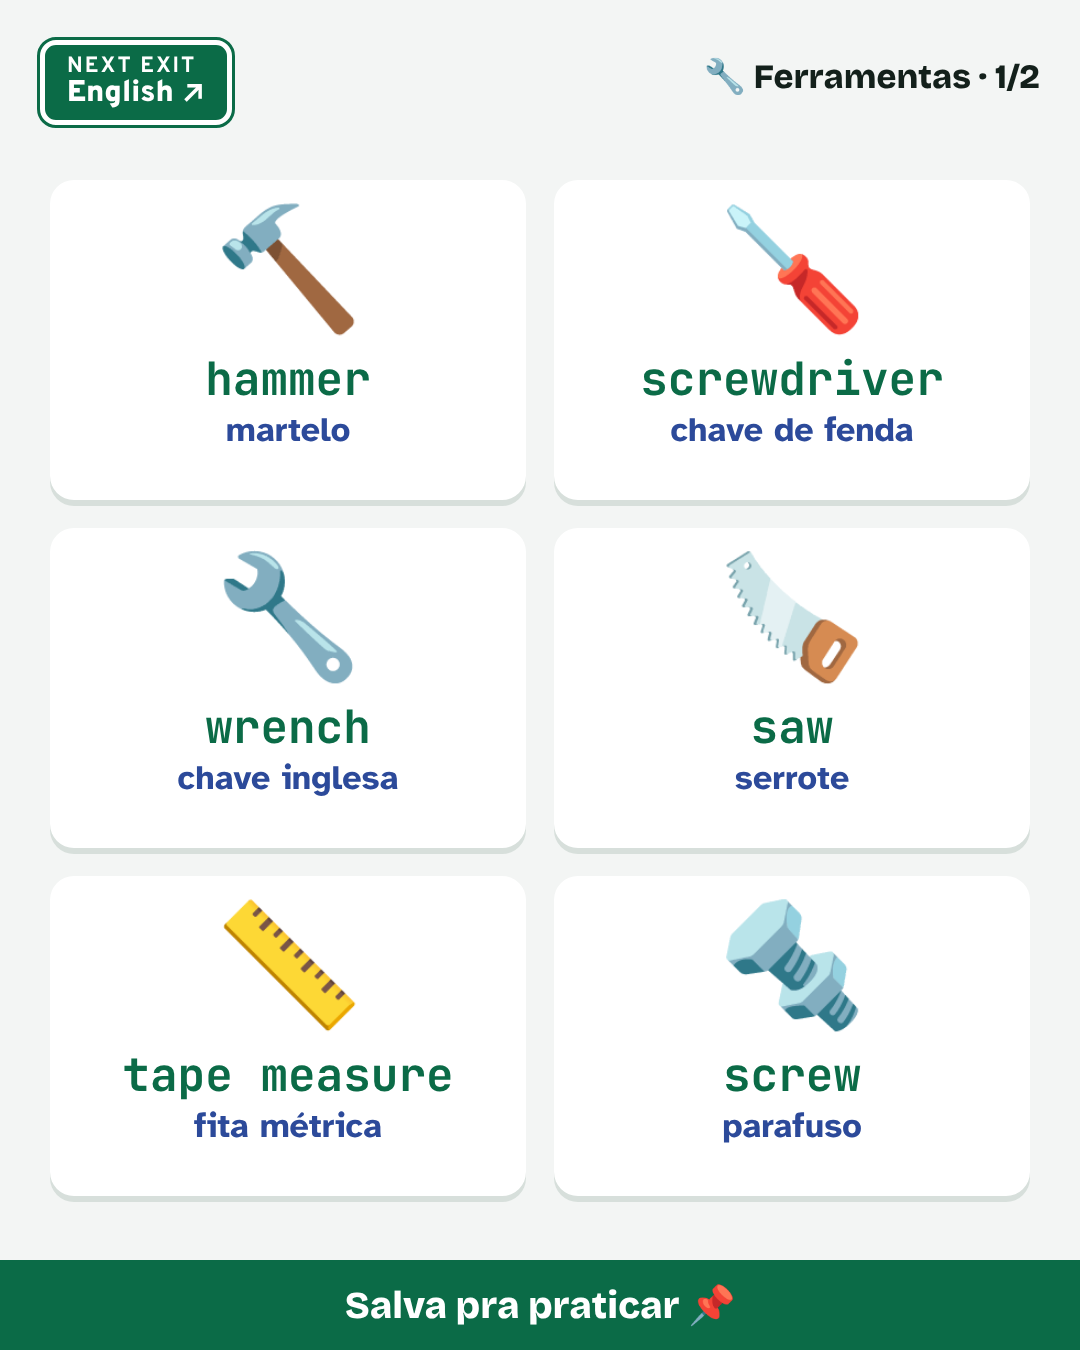 NEXT EXIT
English ↗
🔧 Ferramentas · 1/2
hammer
martelo
screwdriver
chave de fenda
wrench
chave inglesa
saw
serrote
tape measure
fita métrica
screw
parafuso
Salva pra praticar 📌